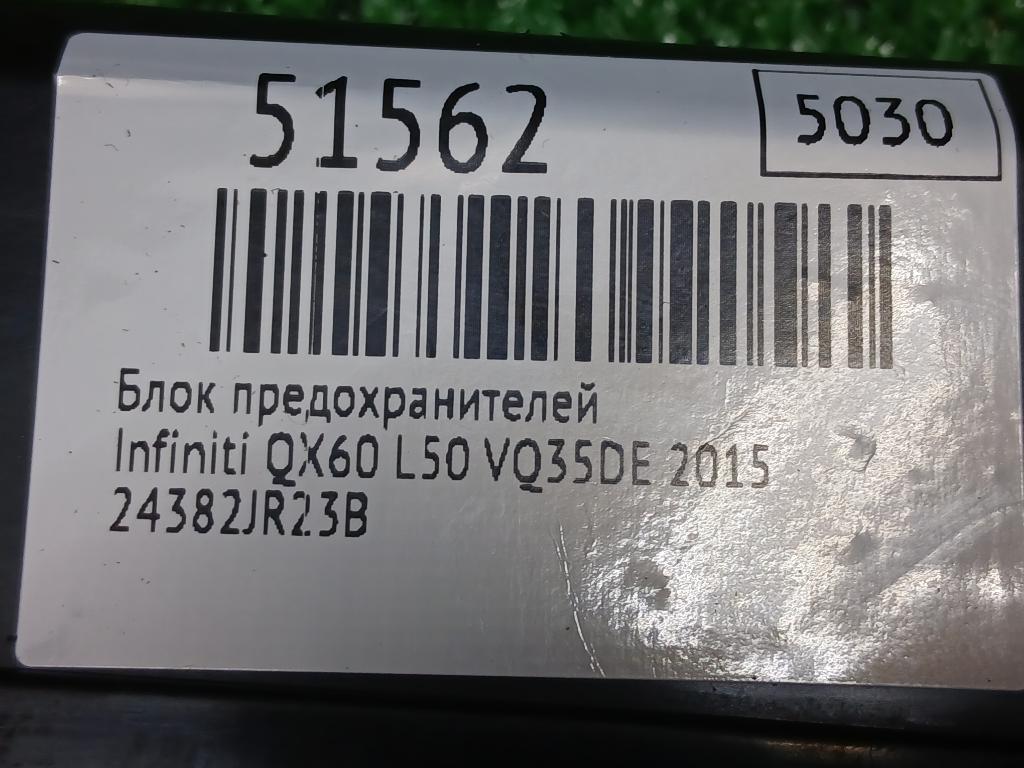 51562
5030
Блок предохранителей
Infiniti QX60 L50 VQ35DE 2015
24382JR23B